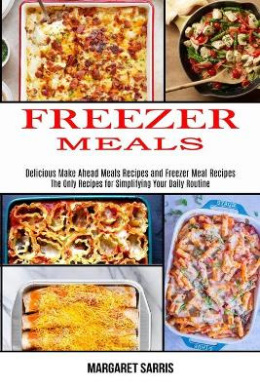 FREEZER
MEALS
Delicious Make Ahead Meals Recipes and Freezer Meal Recipes
The Only Recipes for Simplifying Your Daily Routine
MARGARET SARRIS